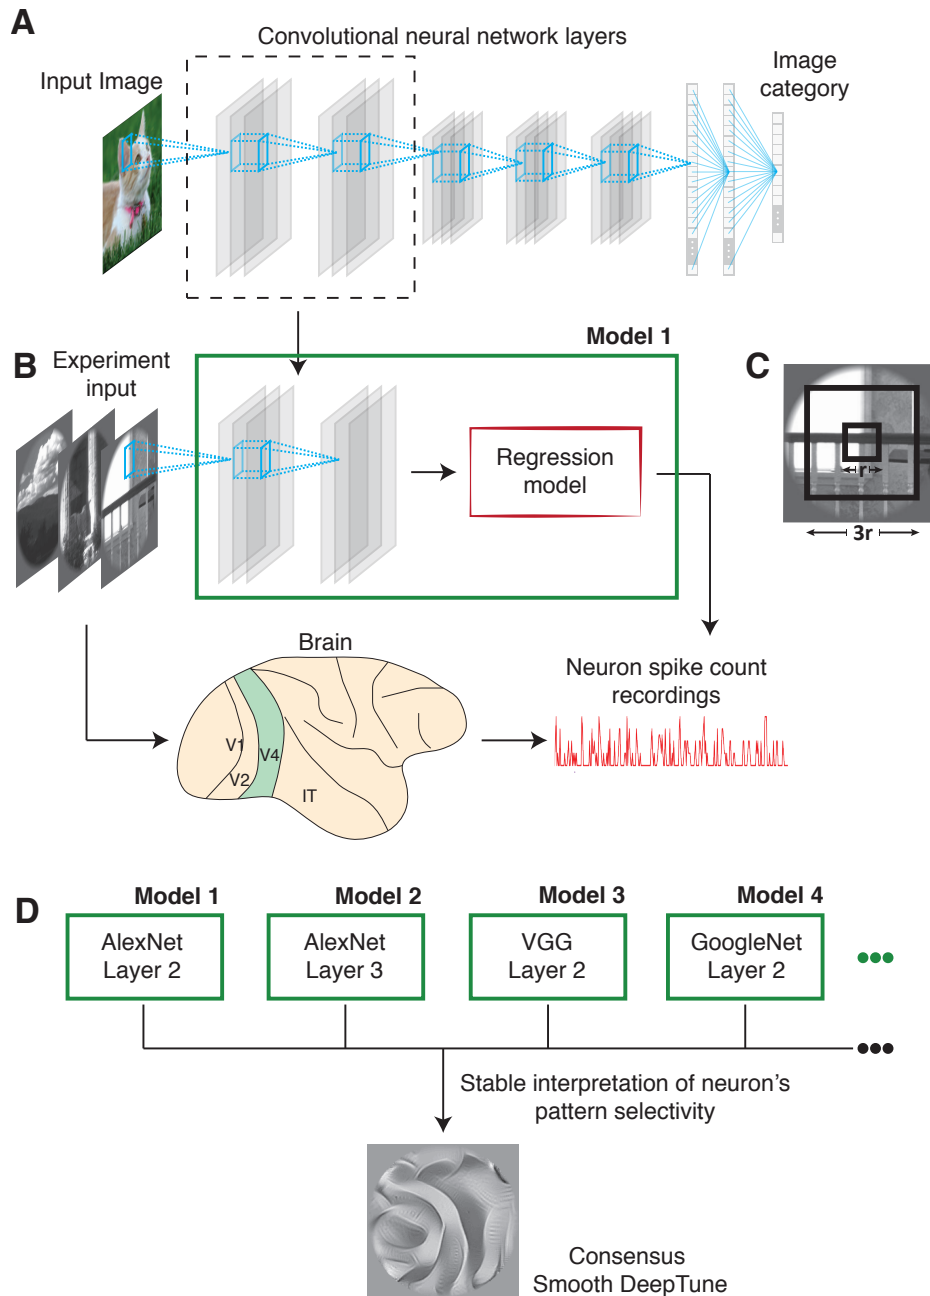 A
Convolutional neural network layers
Input Image
Image
category
B
Experiment
input
Model 1
C
Regression
model
r
3r
Brain
V1
V2
V4
IT
Neuron spike count
recordings
D
Model 1
Model 2
Model 3
Model 4
AlexNet
Layer 2
AlexNet
Layer 3
VGG
Layer 2
GoogleNet
Layer 2
Stable interpretation of neuron's
pattern selectivity
Consensus
Smooth DeepTune